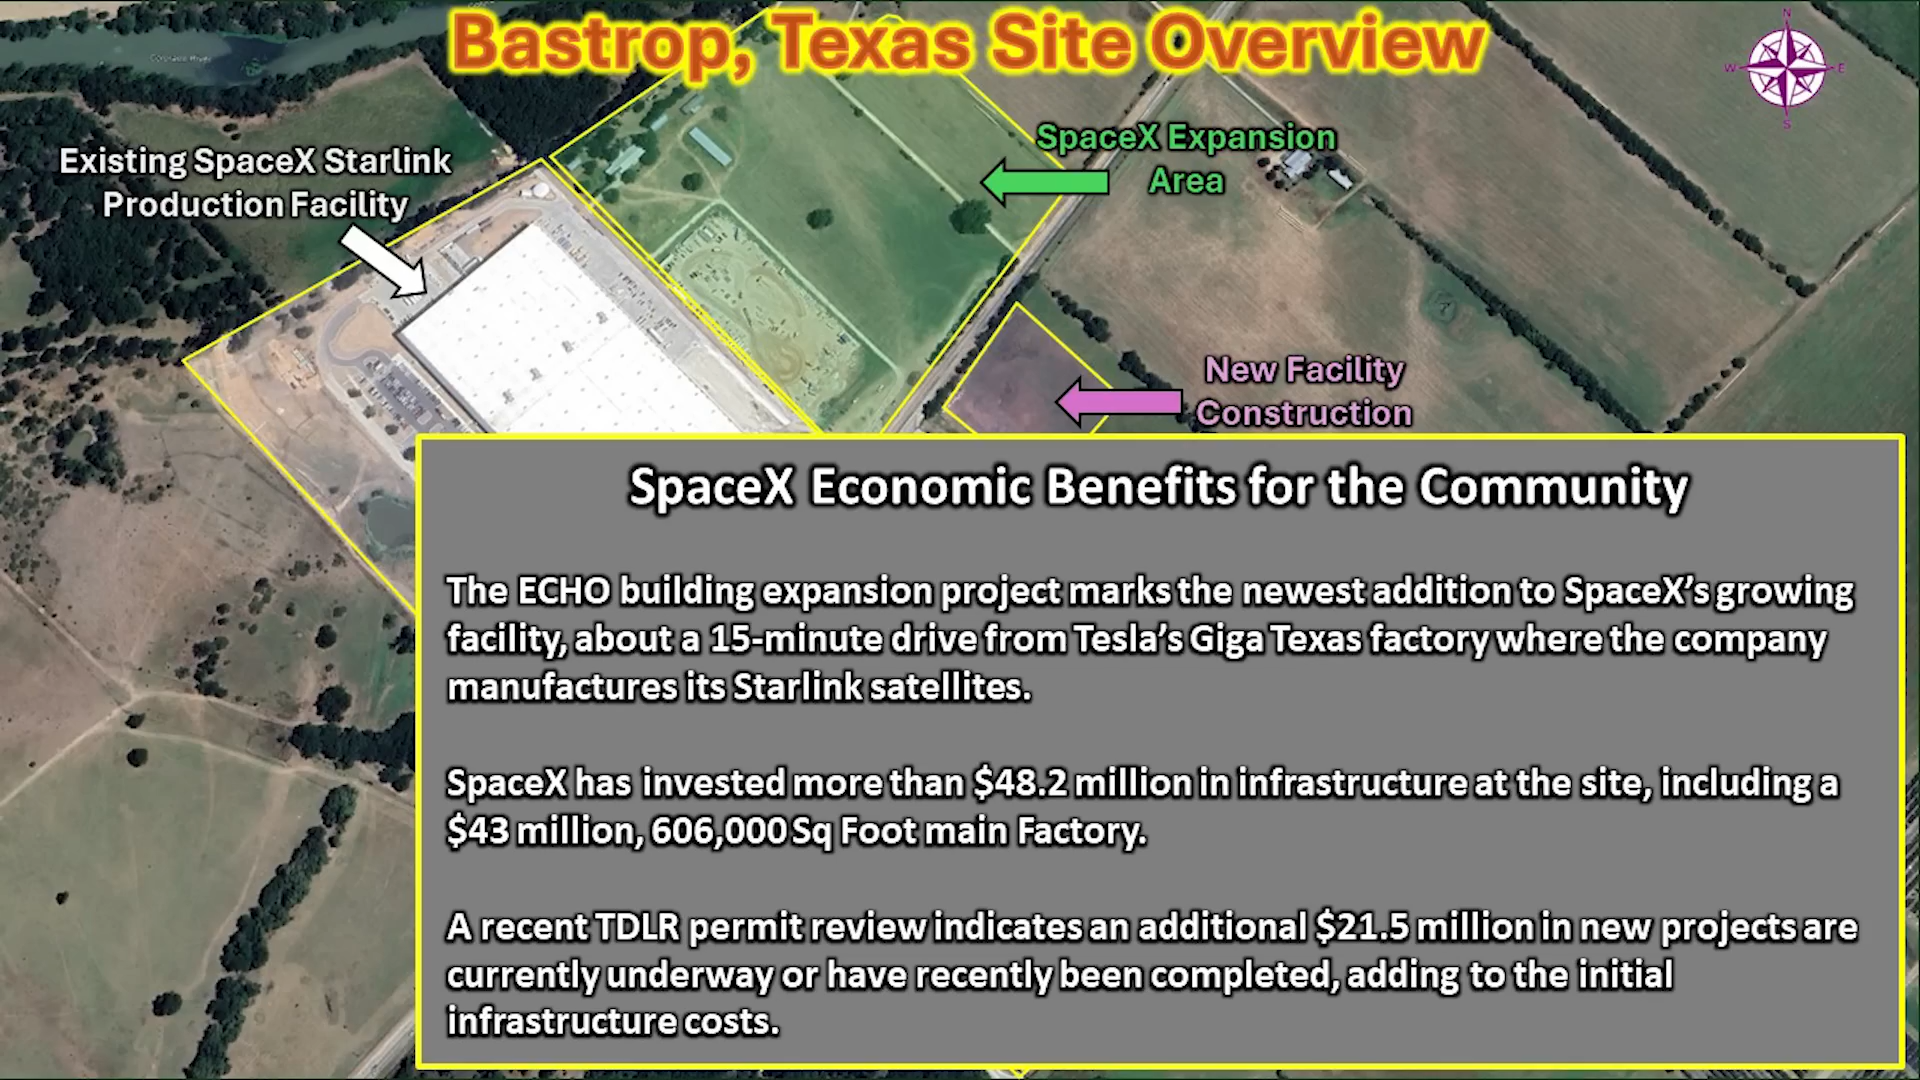 Bastrop, Texas Site Overview
Colorado River
N
W
E
S
SpaceX Expansion
Area
Existing SpaceX Starlink
Production Facility
New Facility
Construction
SpaceX Economic Benefits for the Community
The ECHO building expansion project marks the newest addition to SpaceX’s growing
facility, about a 15-minute drive from Tesla’s Giga Texas factory where the company
manufactures its Starlink satellites.
SpaceX has invested more than $48.2 million in infrastructure at the site, including a
$43 million, 606,000 Sq Foot main Factory.
A recent TDLR permit review indicates an additional $21.5 million in new projects are
currently underway or have recently been completed, adding to the initial
infrastructure costs.